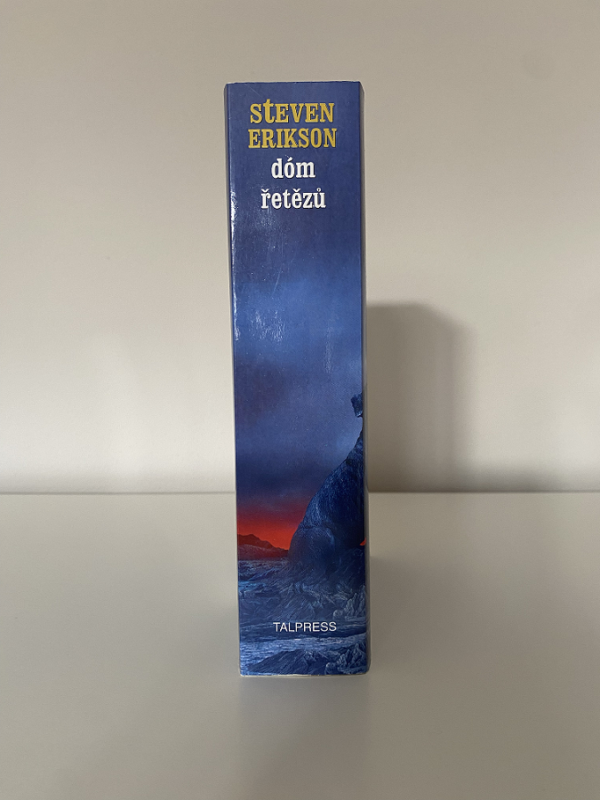 StEVEN
ERIKSON
dóm
řetězů
TALPRESS